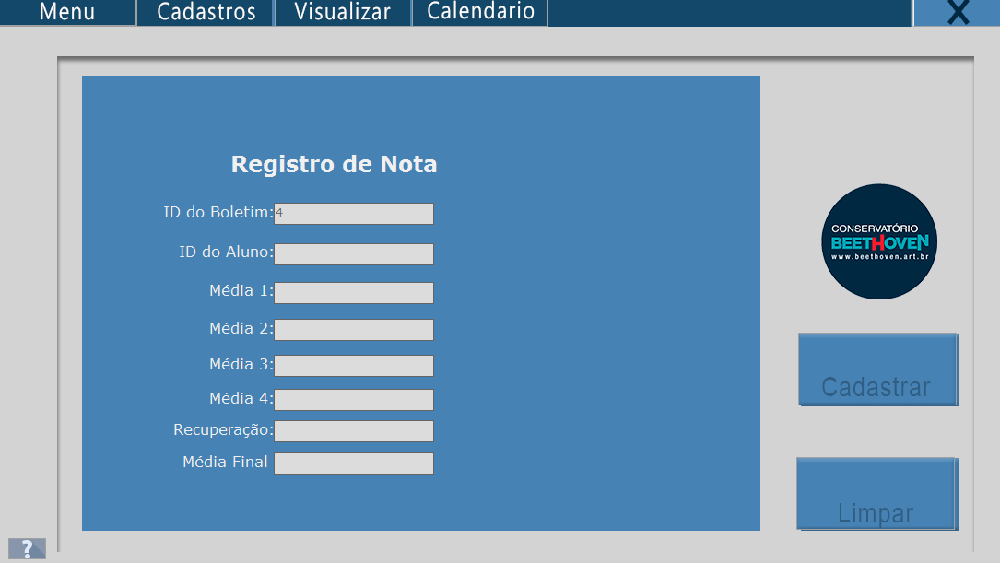 Menu Cadastros Visualizar Calendario X
Registro de Nota
ID do Boletim: 4
ID do Aluno:
Média 1:
Média 2:
Média 3:
Média 4:
Recuperação:
Média Final
CONSERVATÓRIO
BEETHOVEN
www.beethoven.art.br
Cadastrar
Limpar
?